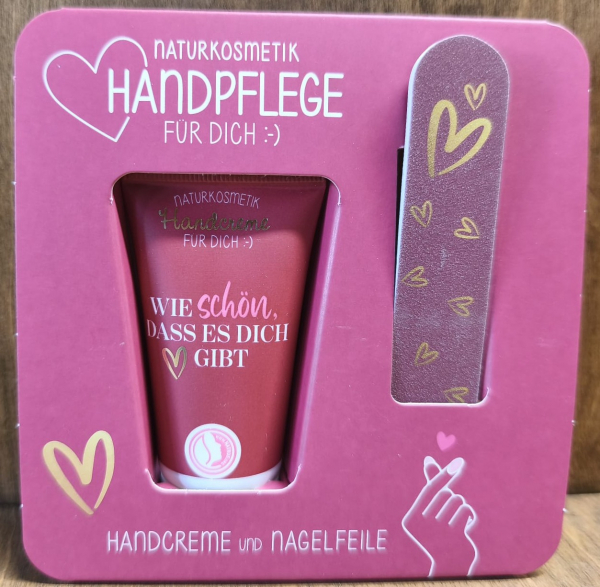 NATURKOSMETIK
HANDPFLEGE
FÜR DICH :-)
NATURKOSMETIK
Handcreme
FÜR DICH :-)
WIE schön,
DASS ES DICH
GIBT
HANDCREME UND NAGELFEILE